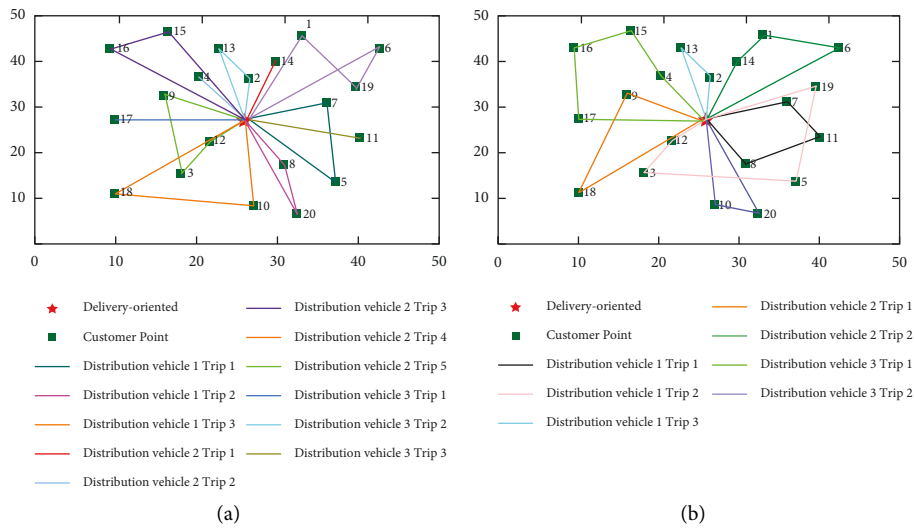 50
40
30
20
10
0
10
20
30
40
50
1
15
16
13
6
14
4
2
19
9
7
17
12
11
8
3
5
18
10
20
Delivery-oriented
Customer Point
Distribution vehicle 1 Trip 1
Distribution vehicle 1 Trip 2
Distribution vehicle 1 Trip 3
Distribution vehicle 2 Trip 1
Distribution vehicle 2 Trip 2
Distribution vehicle 2 Trip 3
Distribution vehicle 2 Trip 4
Distribution vehicle 2 Trip 5
Distribution vehicle 3 Trip 1
Distribution vehicle 3 Trip 2
Distribution vehicle 3 Trip 3
(a)
50
40
30
20
10
0
10
20
30
40
50
15
1
16
13
6
14
4
2
19
9
7
17
12
11
8
3
5
18
10
20
Delivery-oriented
Customer Point
Distribution vehicle 1 Trip 1
Distribution vehicle 1 Trip 2
Distribution vehicle 1 Trip 3
Distribution vehicle 2 Trip 1
Distribution vehicle 2 Trip 2
Distribution vehicle 3 Trip 1
Distribution vehicle 3 Trip 2
(b)